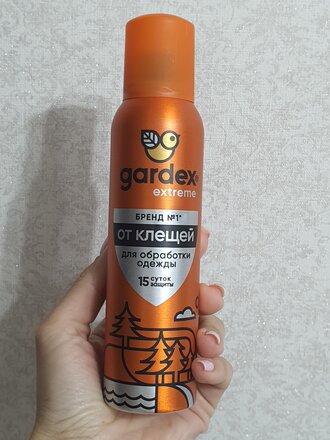 gardex
extreme
БРЕНД №1*
ОТ КЛЕЩЕЙ
для обработки
одежды
15 суток
защиты